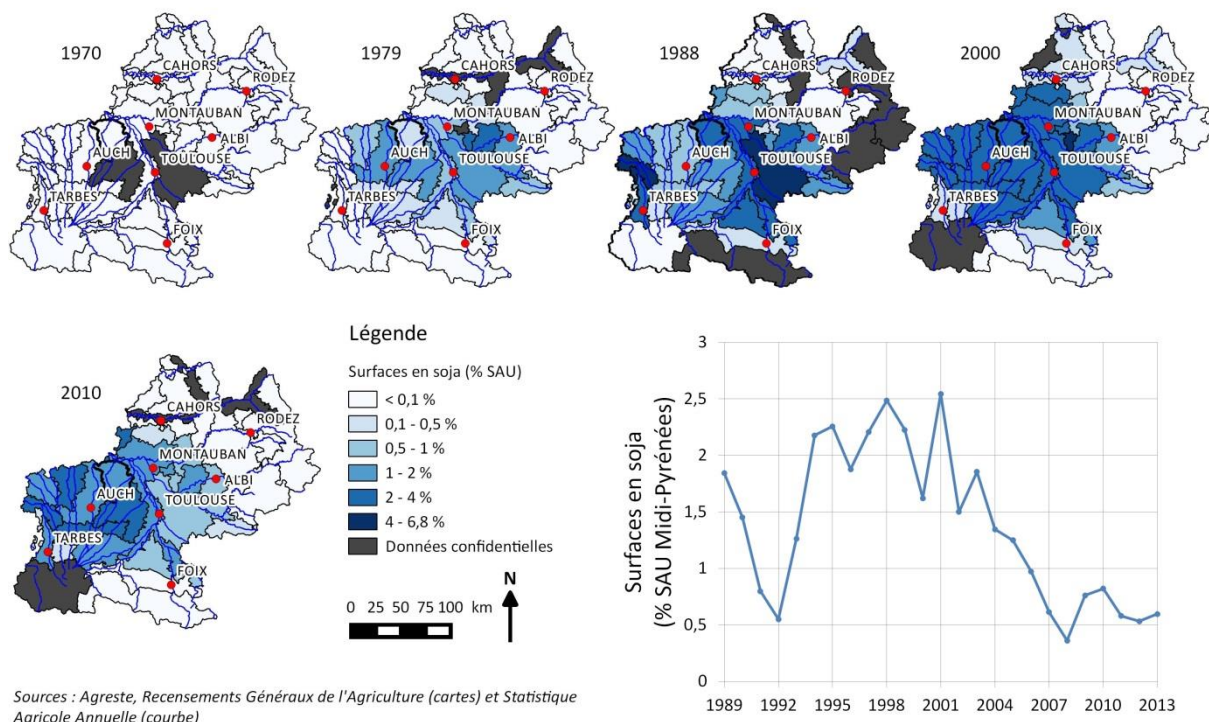 1970
CAHORS
RODEZ
MONTAUBAN
ALBI
AUCH
TOULOUSE
TARBES
FOIX
1979
CAHORS
RODEZ
MONTAUBAN
ALBI
AUCH
TOULOUSE
TARBES
FOIX
1988
CAHORS
RODEZ
MONTAUBAN
ALBI
AUCH
TOULOUSE
TARBES
FOIX
2000
CAHORS
RODEZ
MONTAUBAN
ALBI
AUCH
TOULOUSE
TARBES
FOIX
2010
CAHORS
RODEZ
MONTAUBAN
ALBI
AUCH
TOULOUSE
TARBES
FOIX
Légende
Surfaces en soja (% SAU)
< 0,1 %
0,1 - 0,5 %
0,5 - 1 %
1 - 2 %
2 - 4 %
4 - 6,8 %
Données confidentielles
N
0 25 50 75 100 km
Surfaces en soja
(% SAU Midi-Pyrénées)
3
2,5
2
1,5
1
0,5
0
1989 1992 1995 1998 2001 2004 2007 2010 2013
Sources : Agreste, Recensements Généraux de l'Agriculture (cartes) et Statistique
Agricole Annuelle (courbe)